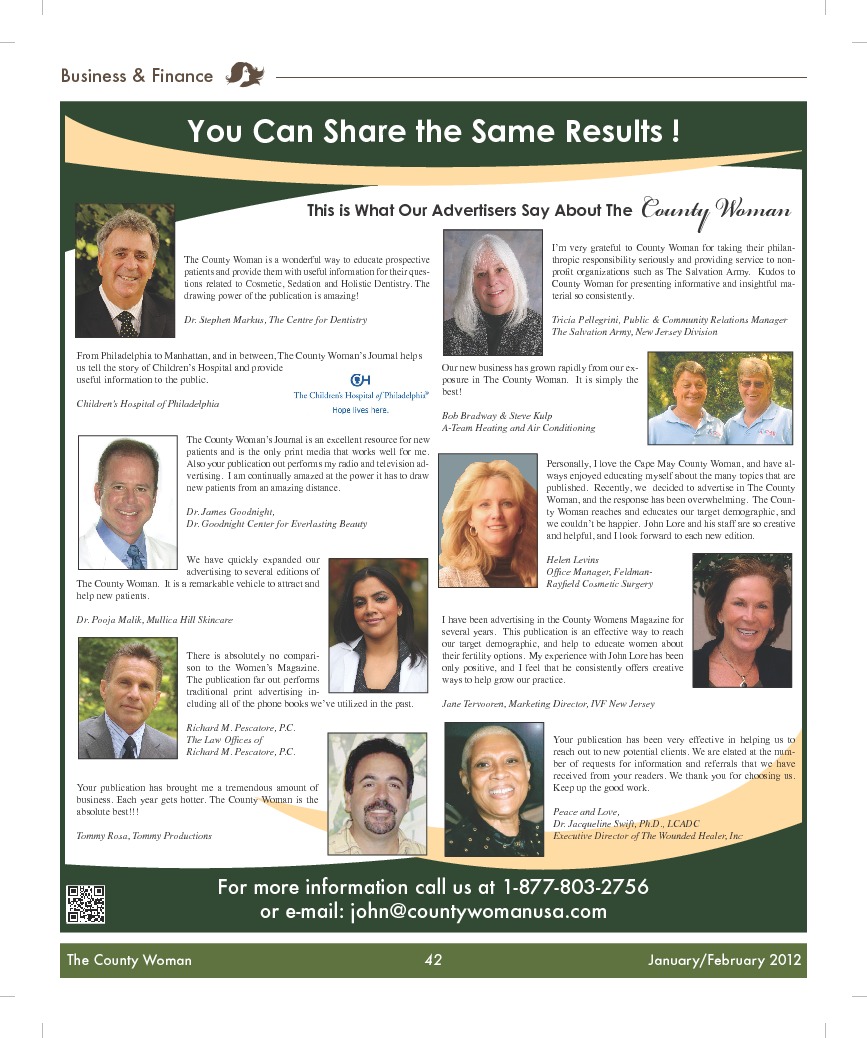 Business & Finance
You Can Share the Same Results !
This is What Our Advertisers Say About The County Woman
The County Woman is a wonderful way to educate prospective
patients and provide them with useful information for their ques-
tions related to Cosmetic, Sedation and Holistic Dentistry. The
drawing power of the publication is amazing!
Dr. Stephen Markus, The Centre for Dentistry
From Philadelphia to Manhattan, and in between, The County Woman's Journal helps
us tell the story of Children's Hospital and provide
useful information to the public.
Children's Hospital of Philadelphia
CH
The Children's Hospital of Philadelphia®
Hope lives here.
The County Woman's Journal is an excellent resource for new
patients and is the only print media that works well for me.
Also your publication out performs my radio and television ad-
vertising. I am continually amazed at the power it has to draw
new patients from an amazing distance.
Dr. James Goodnight,
Dr. Goodnight Center for Everlasting Beauty
We have quickly expanded our
advertising to several editions of
The County Woman. It is a remarkable vehicle to attract and
help new patients.
Dr. Pooja Malik, Mullica Hill Skincare
There is absolutely no compari-
son to the Women's Magazine.
The publication far out performs
traditional print advertising in-
cluding all of the phone books we've utilized in the past.
Richard M. Pescatore, P.C.
The Law Offices of
Richard M. Pescatore, P.C.
Your publication has brought me a tremendous amount of
business. Each year gets hotter. The County Woman is the
absolute best!!!
Tommy Rosa, Tommy Productions
I'm very grateful to County Woman for taking their philan-
thropic responsibility seriously and providing service to non-
profit organizations such as The Salvation Army. Kudos to
County Woman for presenting informative and insightful ma-
terial so consistently.
Tricia Pellegrini, Public & Community Relations Manager
The Salvation Army, New Jersey Division
Our new business has grown rapidly from our ex-
posure in The County Woman. It is simply the
best!
Bob Bradway & Steve Kulp
A-Team Heating and Air Conditioning
Personally, I love the Cape May County Woman, and have al-
ways enjoyed educating myself about the many topics that are
published. Recently, we decided to advertise in The County
Woman, and the response has been overwhelming. The Coun-
ty Woman reaches and educates our target demographic, and
we couldn't be happier. John Lore and his staff are so creative
and helpful, and I look forward to each new edition.
Helen Levins
Office Manager, Feldman-
Rayfield Cosmetic Surgery
I have been advertising in the County Womens Magazine for
several years. This publication is an effective way to reach
our target demographic, and help to educate women about
their fertility options. My experience with John Lore has been
only positive, and I feel that he consistently offers creative
ways to help grow our practice.
Jane Tervooren, Marketing Director, IVF New Jersey
Your publication has been very effective in helping us to
reach out to new potential clients. We are elated at the num-
ber of requests for information and referrals that we have
received from your readers. We thank you for choosing us.
Keep up the good work.
Peace and Love,
Dr. Jacqueline Swift, Ph.D., LCADC
Executive Director of The Wounded Healer, Inc
For more information call us at 1-877-803-2756
or e-mail: john@countywomanusa.com
The County Woman
42
January/February 2012